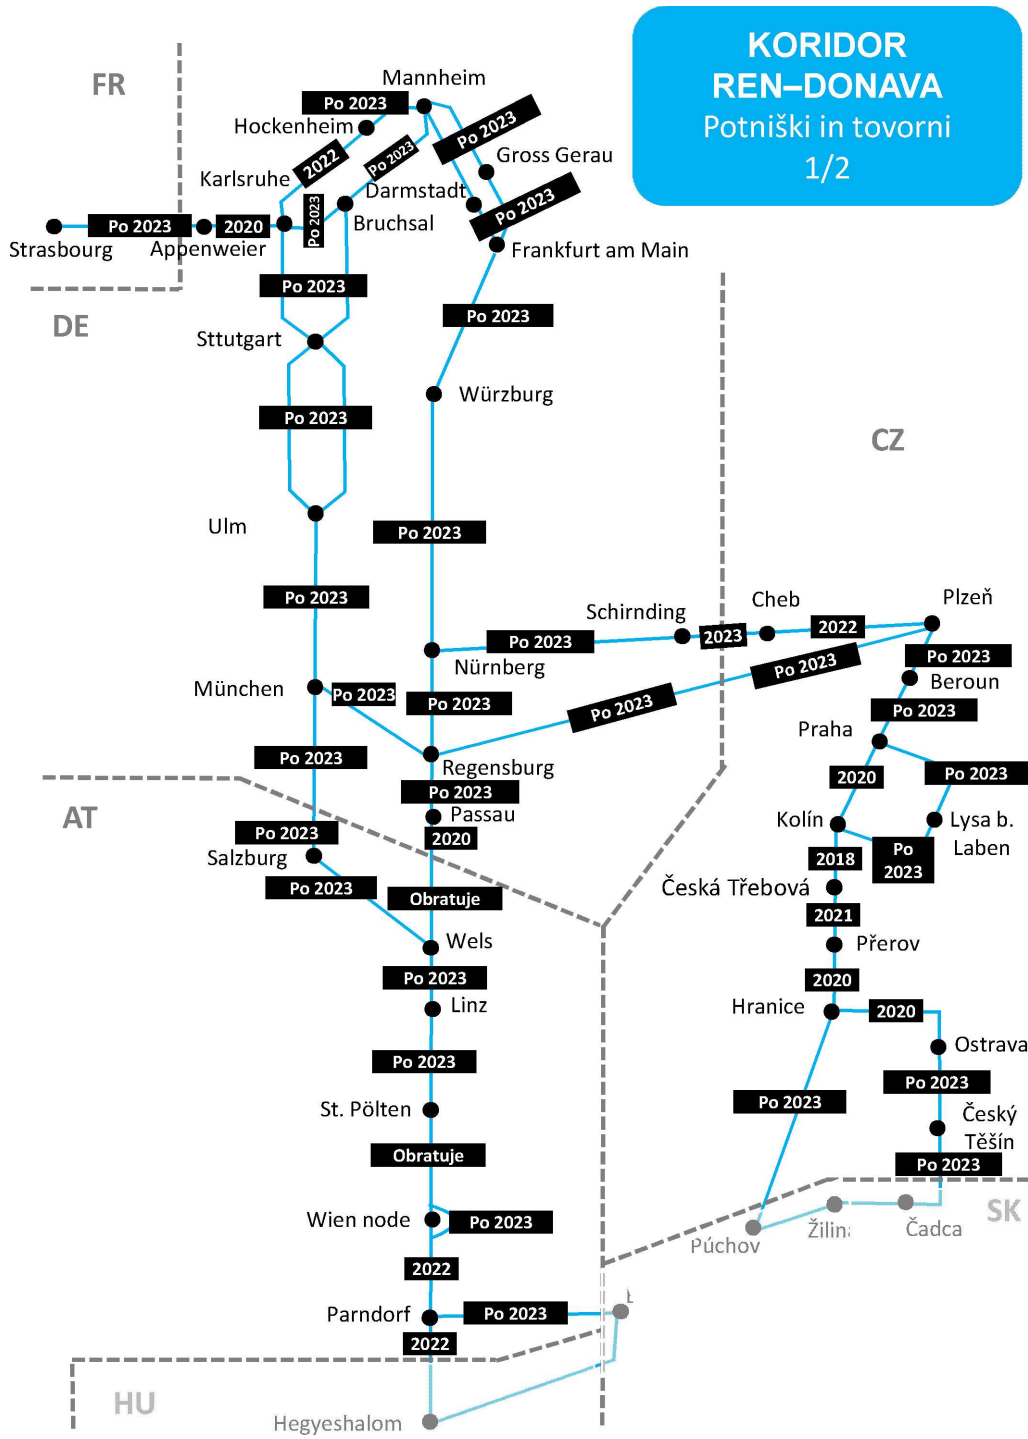 KORIDOR
REN–DONAVA
Potniški in tovorni
1/2
FR
Mannheim
Po 2023
Hockenheim
Po 2023
2022
Po 2023
Gross Gerau
Karlsruhe
Darmstadt
Po 2023
Bruchsal
Po 2023
Po 2023
2020
Strasbourg
Appenweier
Frankfurt am Main
Po 2023
Po 2023
DE
Sttutgart
Würzburg
Po 2023
CZ
Ulm
Po 2023
Po 2023
Schirnding
Cheb
Plzeň
Po 2023
2023
2022
Nürnberg
Po 2023
Po 2023
Beroun
München
Po 2023
Po 2023
Po 2023
Po 2023
Praha
Po 2023
Regensburg
2020
Po 2023
Po 2023
AT
Passau
Kolín
Lysa b.
Laben
Po 2023
2020
Salzburg
Po
2023
2018
Po 2023
Obratuje
Česká Třebová
2021
Wels
Přerov
Po 2023
2020
Linz
Hranice
2020
Ostrava
Po 2023
Po 2023
Po 2023
St. Pölten
Český
Těšín
Obratuje
Po 2023
SK
Wien node
Po 2023
Púchov
Čadca
2022
Parndorf
Po 2023
2022
HU
Hegyeshalom